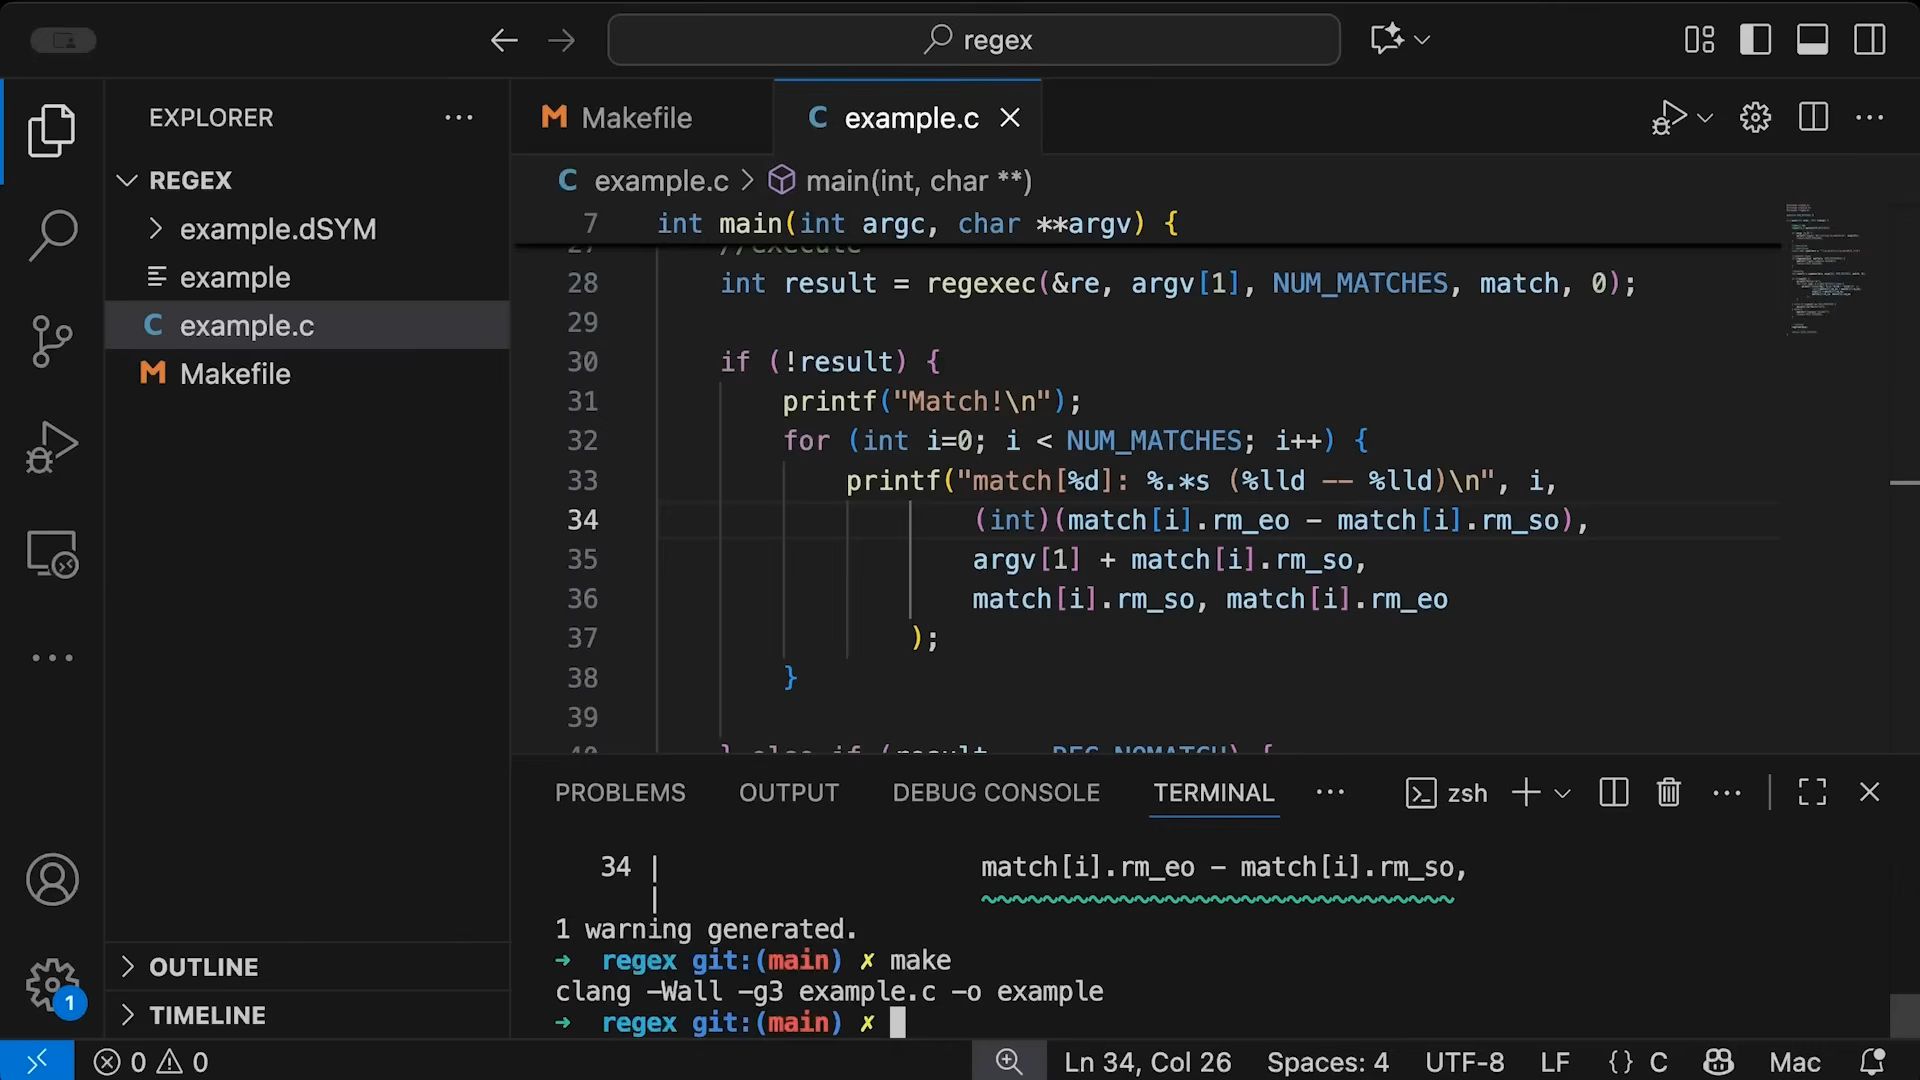 regex
EXPLORER
REGEX
example.dSYM
example
example.c
Makefile
OUTLINE
TIMELINE
1
Makefile
example.c
example.c > main(int, char **)
7 int main(int argc, char **argv) {
//execute
28 int result = regexec(&re, argv[1], NUM_MATCHES, match, 0);
29
30 if (!result) {
31 printf("Match!\n");
32 for (int i=0; i < NUM_MATCHES; i++) {
33 printf("match[%d]: %.*s (%lld -- %lld)\n", i,
34 (int)(match[i].rm_eo - match[i].rm_so),
35 argv[1] + match[i].rm_so,
36 match[i].rm_so, match[i].rm_eo
37 );
38 }
39
PROBLEMS OUTPUT DEBUG CONSOLE TERMINAL zsh
34 | match[i].rm_eo - match[i].rm_so,
|
1 warning generated.
→ regex git:(main) ✗ make
clang -Wall -g3 example.c -o example
→ regex git:(main) ✗
0 0 Ln 34, Col 26 Spaces: 4 UTF-8 LF {} C Mac